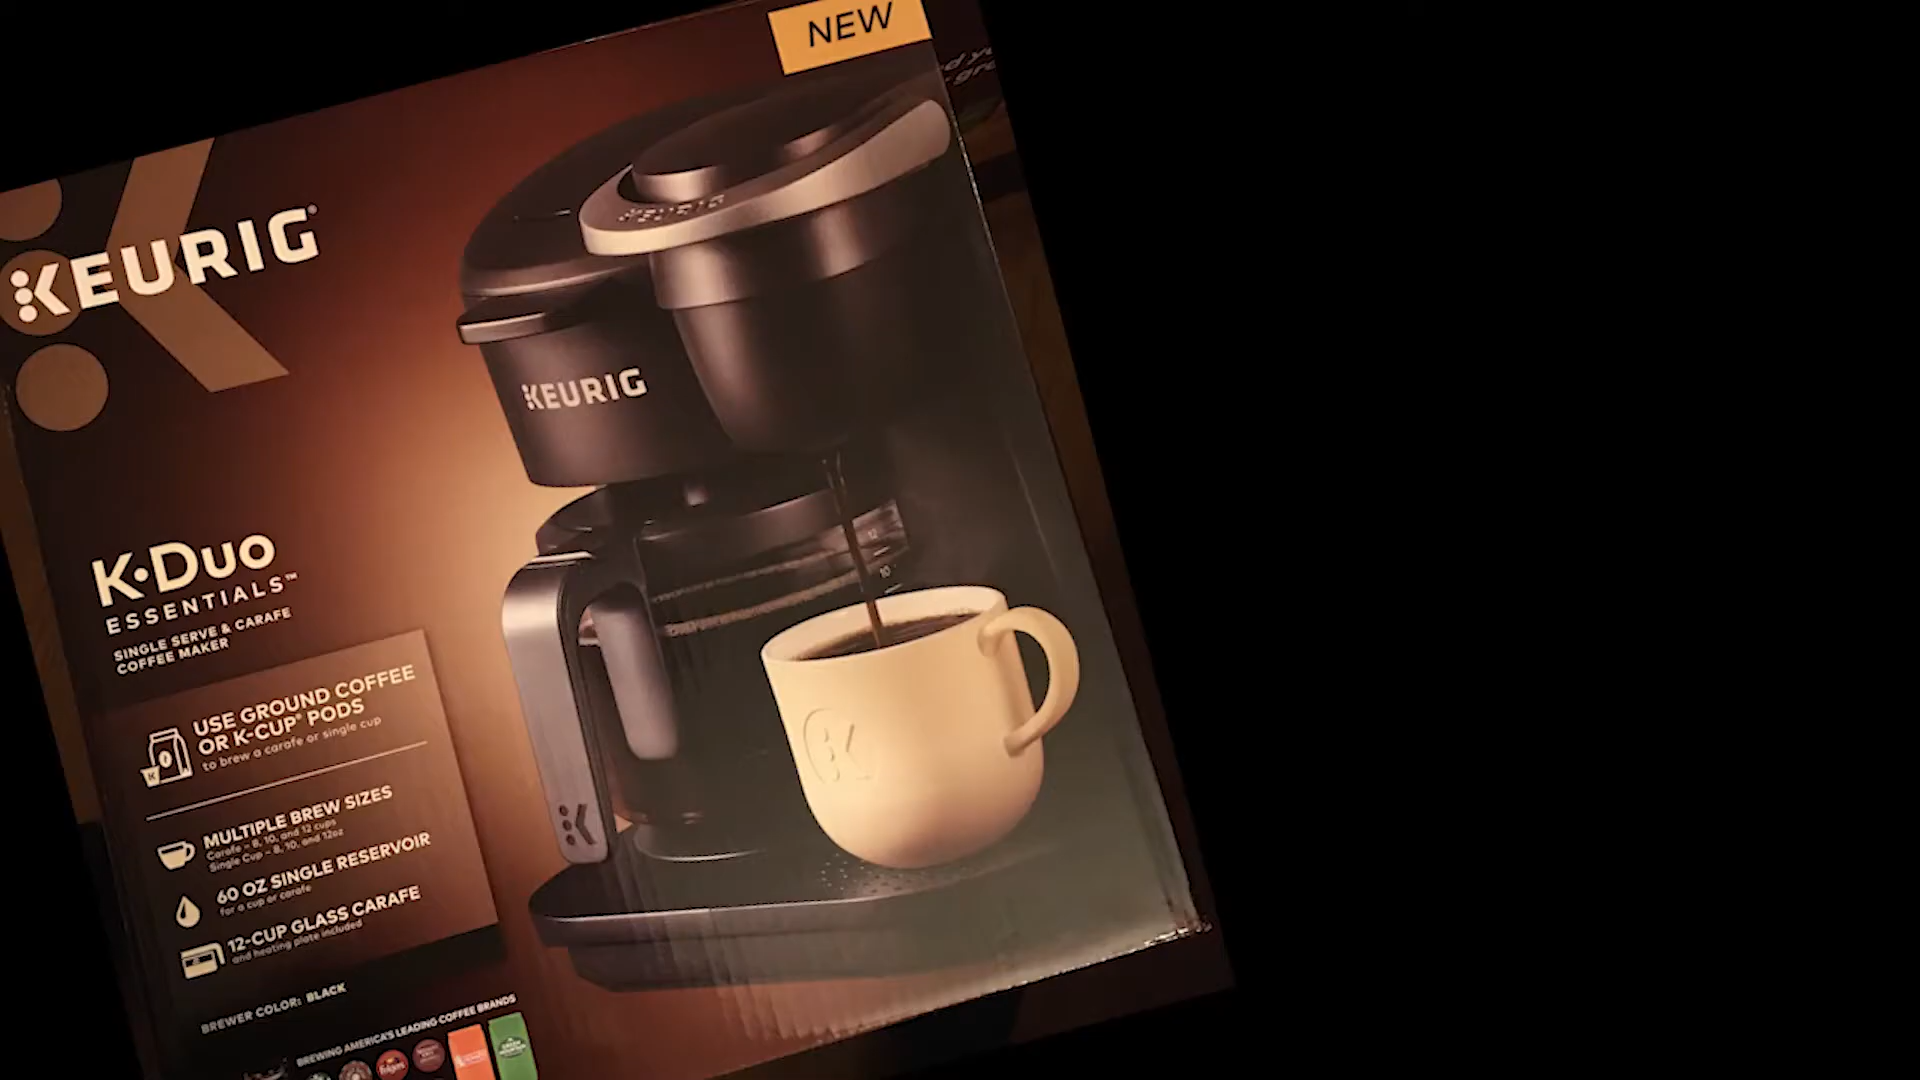 NEW
KEURIG®
KEURIG
KEURIG
12
10
K•Duo
ESSENTIALS™
SINGLE SERVE & CARAFE
COFFEE MAKER
USE GROUND COFFEE
OR K-CUP® PODS
to brew a carafe or single cup
MULTIPLE BREW SIZES
Carafe – 8, 10, and 12 cups
Single Cup – 8, 10, and 12oz
60 OZ SINGLE RESERVOIR
for a cup or carafe
12-CUP GLASS CARAFE
and heating plate included
BREWER COLOR: BLACK
BREWING AMERICA'S LEADING COFFEE BRANDS
Folgers